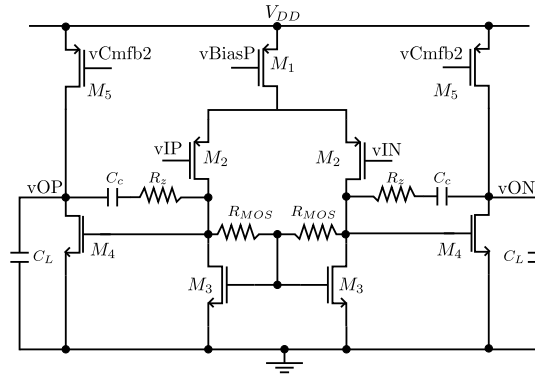 V_DD
vCmfb2 vBiasP vCmfb2
M_5 M_1 M_5
vIP M_2 M_2 vIN
vOP C_c R_z R_z C_c vON
R_MOS R_MOS
M_4 M_4
C_L M_3 M_3 C_L